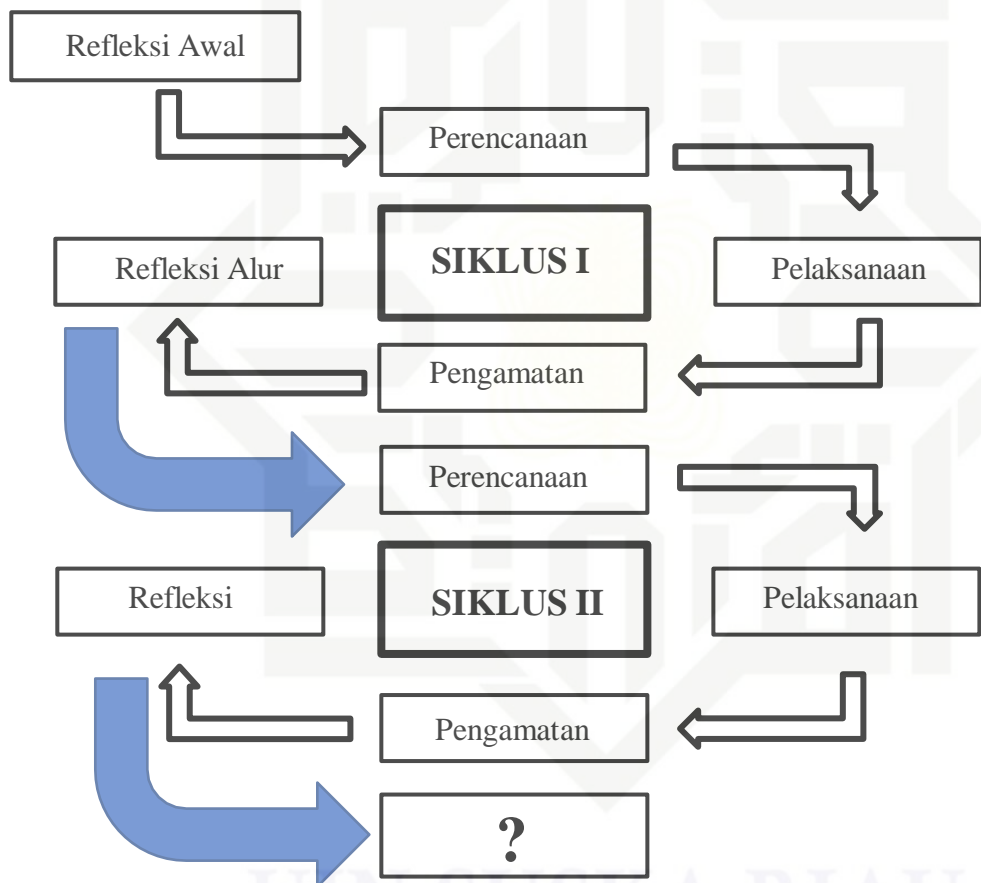 Refleksi Awal
Perencanaan
Refleksi Alur
SIKLUS I
Pelaksanaan
Pengamatan
Perencanaan
Refleksi
SIKLUS II
Pelaksanaan
Pengamatan
?